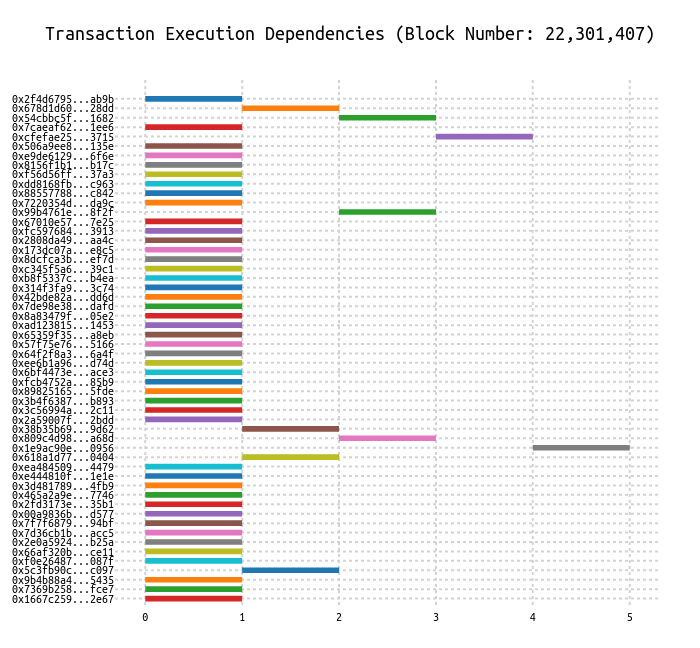 Transaction Execution Dependencies (Block Number: 22,301,407)
0x2f4d6795...ab9b
0x678d1d60...28dd
0x54cbbc5f...1682
0x7caeaf62...1ee6
0xcfefae25...3715
0x506a9ee8...135e
0xe9de6129...6f6e
0x8156f1b1...b17c
0xf56d56ff...37a3
0xdd8168fb...c963
0x88557788...c842
0x7220354d...da9c
0x99b4761e...8f2f
0x67010e57...7e25
0xfc597684...3913
0x2808da49...aa4c
0x173dc07a...e8c5
0x8dcfca3b...ef7d
0xc345f5a6...39c1
0xb8f5337c...b4ea
0x314f3fa9...3c74
0x42bde82a...dd6d
0x7de98e38...dafd
0x8a83479f...05e2
0xad123815...1453
0x65359f35...a8eb
0x57f75e76...5166
0x64f2f8a3...6a4f
0xee6b1a96...d74d
0x6bf4473e...ace3
0xfcb4752a...85b9
0x89825165...5fde
0x3b4f6387...b893
0x3c56994a...2c11
0x2a59007f...2bdd
0x38b35b69...9d62
0x809c4d98...a68d
0x1e9ac90e...0956
0x618a1d77...0404
0xea484509...4479
0xe444810f...1e1e
0x3d481789...4fb9
0x465a2a9e...7746
0x2fd3173e...35b1
0x00a9836b...d577
0x7f7f6879...94bf
0x7d36cb1b...acc5
0x2e0a5924...b25a
0x66af320b...ce11
0xf0e26487...087f
0x5c3fb90c...c097
0x9b4b88a4...5435
0x7369b258...fce7
0x1667c259...2e67
0 1 2 3 4 5